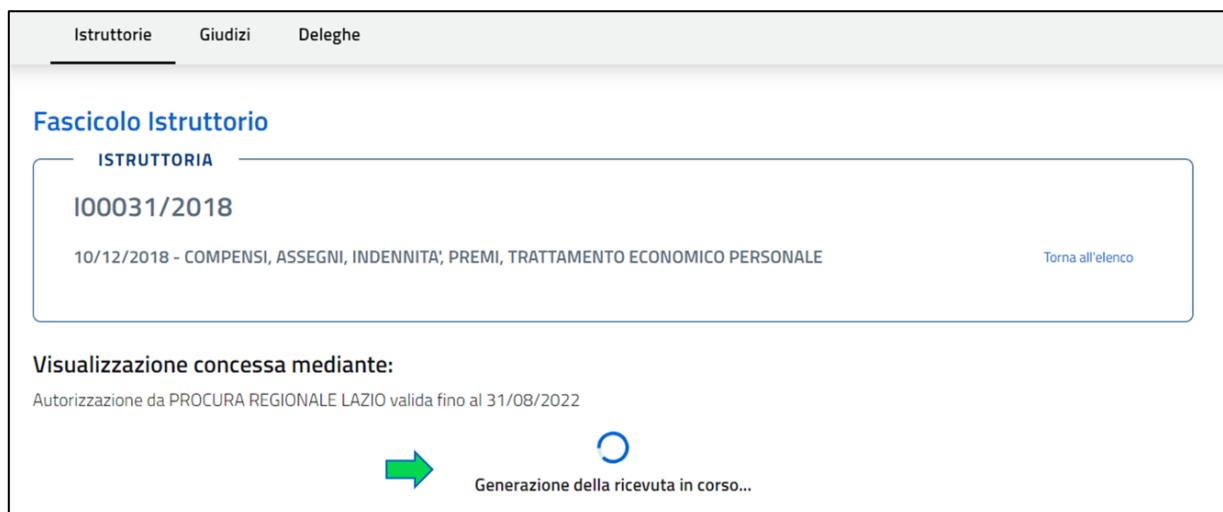 Istruttorie Giudizi Deleghe
Fascicolo Istruttorio
ISTRUTTORIA
I00031/2018
10/12/2018 - COMPENSI, ASSEGNI, INDENNITA', PREMI, TRATTAMENTO ECONOMICO PERSONALE Torna all'elenco
Visualizzazione concessa mediante:
Autorizzazione da PROCURA REGIONALE LAZIO valida fino al 31/08/2022
Generazione della ricevuta in corso...